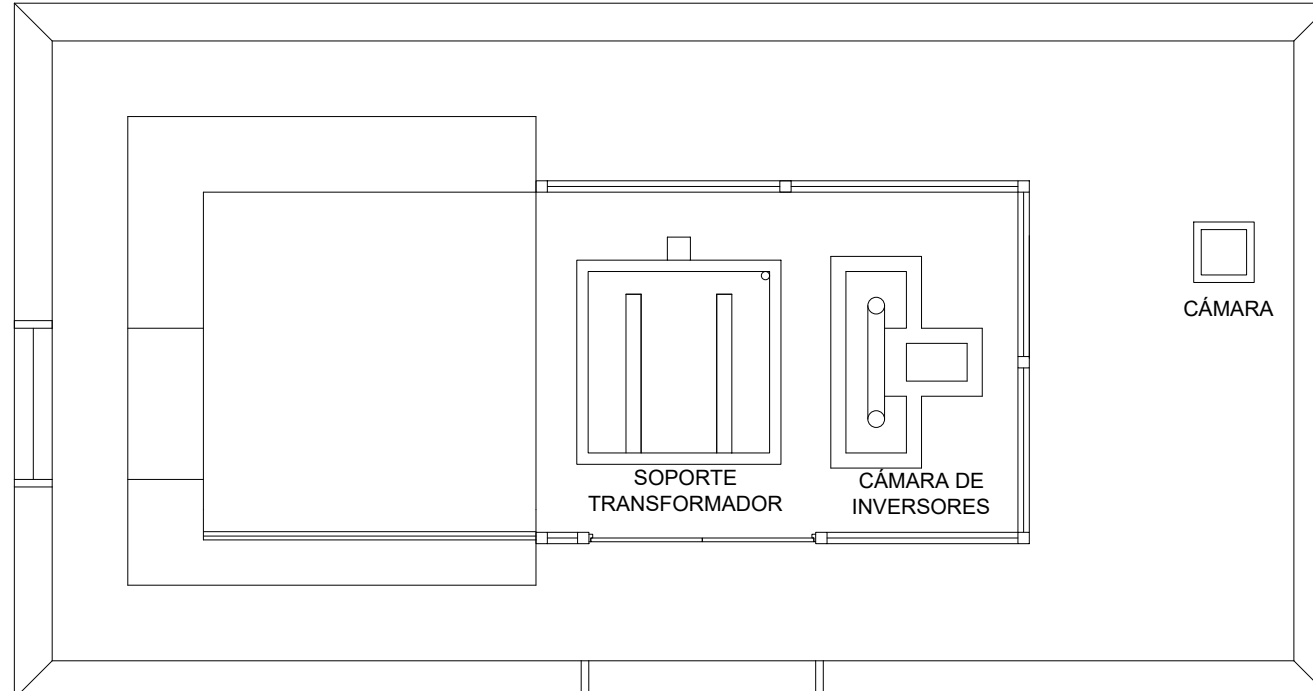 CÁMARA
SOPORTE
TRANSFORMADOR
CÁMARA DE
INVERSORES